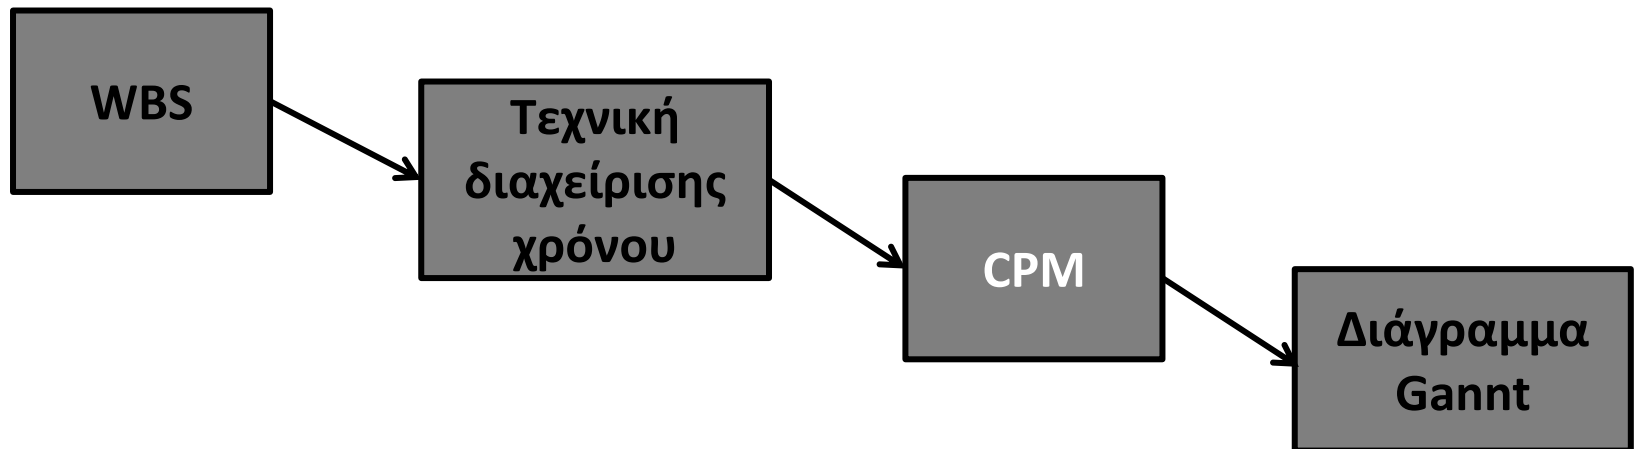 WBS
Τεχνική
διαχείρισης
χρόνου
CPM
Διάγραμμα
Gannt